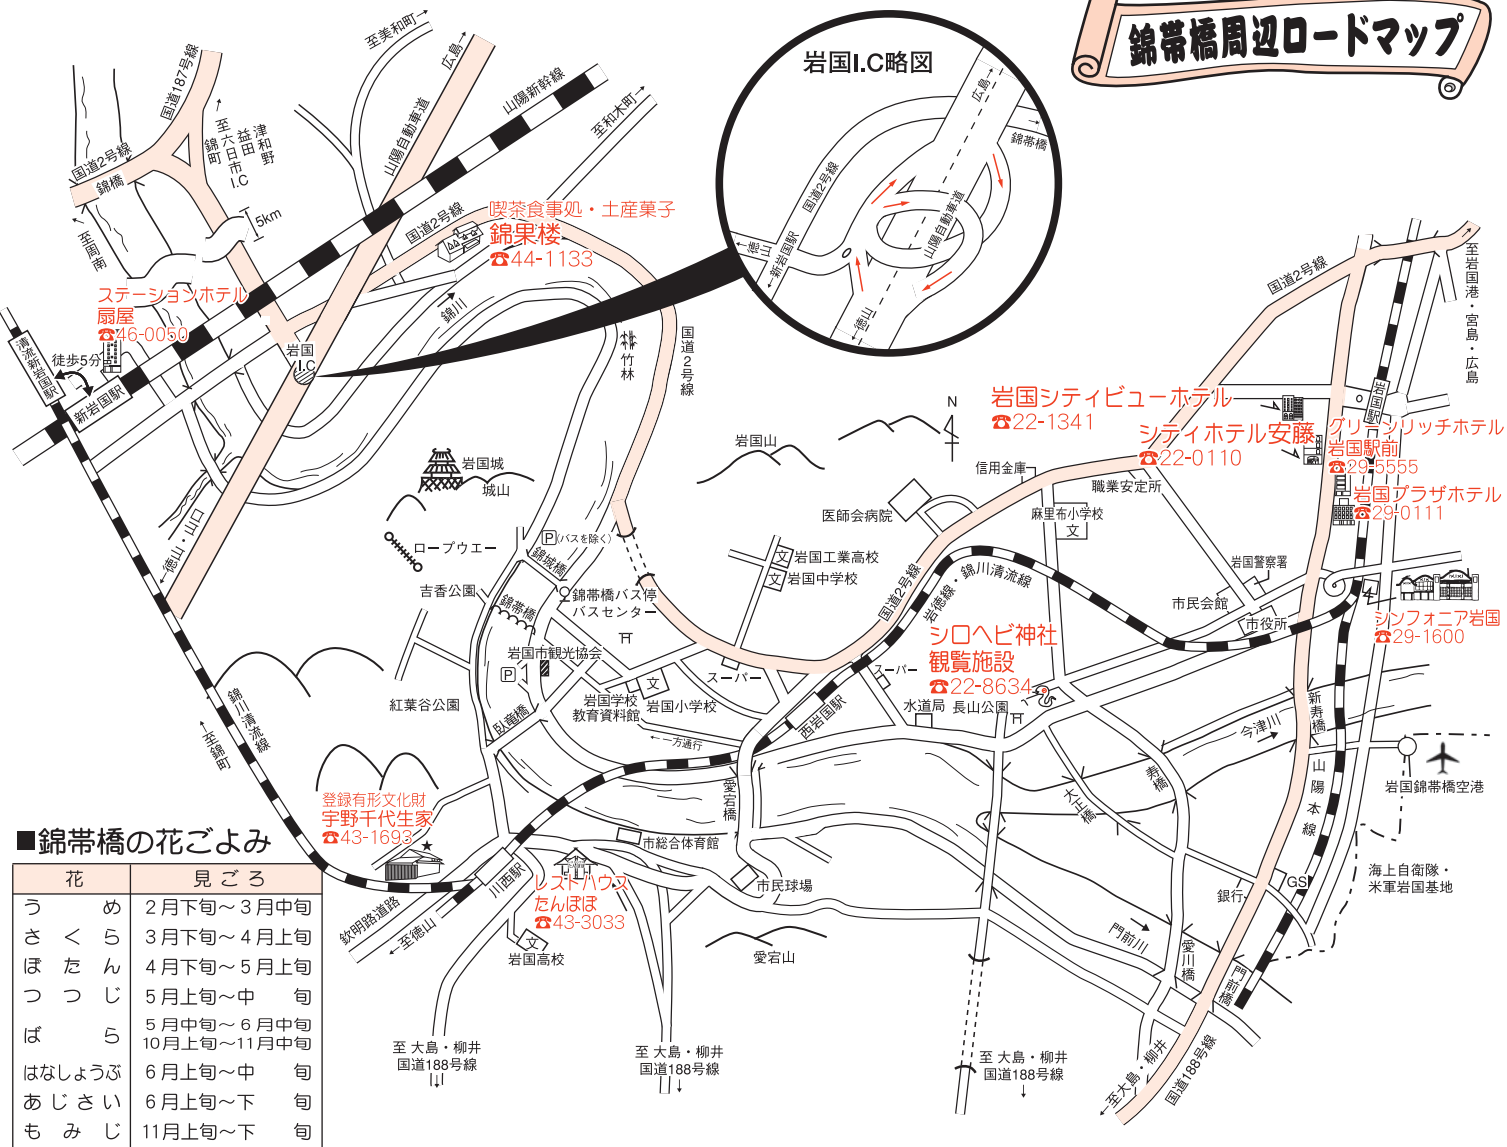 錦帯橋周辺ロードマップ
岩国I.C略図
広島→
錦帯橋
→
国道2号線
山陽自動車道
←徳山
←新岩国駅
←徳山
至美和町→
広島→
国道187号線
国道2号線
錦橋
→至六日市I.C
錦町
益田
津和野
←至周南
5km
山陽自動車道
山陽新幹線
至和木町→
国道2号線
喫茶食事処・土産菓子
錦果楼
☎44-1133
ステーションホテル
扇屋
☎46-0050
清流新岩国駅
徒歩5分
新岩国駅
岩国
I.C
錦川
竹林
国道2号線
国道2号線
至岩国港・宮島・広島
岩国駅
岩国シティビューホテル
☎22-1341
シティホテル安藤
☎22-0110
グリーンリッチホテル
岩国駅前
☎29-5555
岩国プラザホテル
☎29-0111
N
岩国山
岩国城
城山
信用金庫
職業安定所
麻里布小学校
文
医師会病院
ロープウエー
P(バスを除く)
錦城橋
文 岩国工業高校
文 岩国中学校
国道2号線
岩徳線・錦川清流線
岩国警察署
市民会館
市役所
シンフォニア岩国
☎29-1600
←徳山・山口
吉香公園
錦帯橋
錦帯橋バス停
バスセンター
岩国市観光協会
P
シロヘビ神社
観覧施設
☎22-8634
スーパー
スーパー
紅葉谷公園
臥竜橋
岩国学校
教育資料館
文
岩国小学校
西岩国駅
水道局
長山公園
←一方通行
今津川
新寿橋
錦川清流線
←至錦町
愛宕橋
大正橋
寿橋
山陽本線
岩国錦帯橋空港
登録有形文化財
宇野千代生家
☎43-1693
★
市総合体育館
市民球場
川西駅
レストハウス
たんぽぽ
☎43-3033
文
岩国高校
欽明路道路
←至徳山
愛宕山
門前川
愛川橋
銀行
GS
門前橋
海上自衛隊・
米軍岩国基地
至 大島・柳井
国道188号線
↓
至 大島・柳井
国道188号線
↓
至 大島・柳井
国道188号線
↓
←至大島・柳井
国道188号線
■錦帯橋の花ごよみ
花 見ごろ
うめ 2月下旬〜3月中旬
さくら 3月下旬〜4月上旬
ぼたん 4月下旬〜5月上旬
つつじ 5月上旬〜中旬
ばら 5月中旬〜6月中旬
10月上旬〜11月中旬
はなしょうぶ 6月上旬〜中旬
あじさい 6月上旬〜下旬
もみじ 11月上旬〜下旬